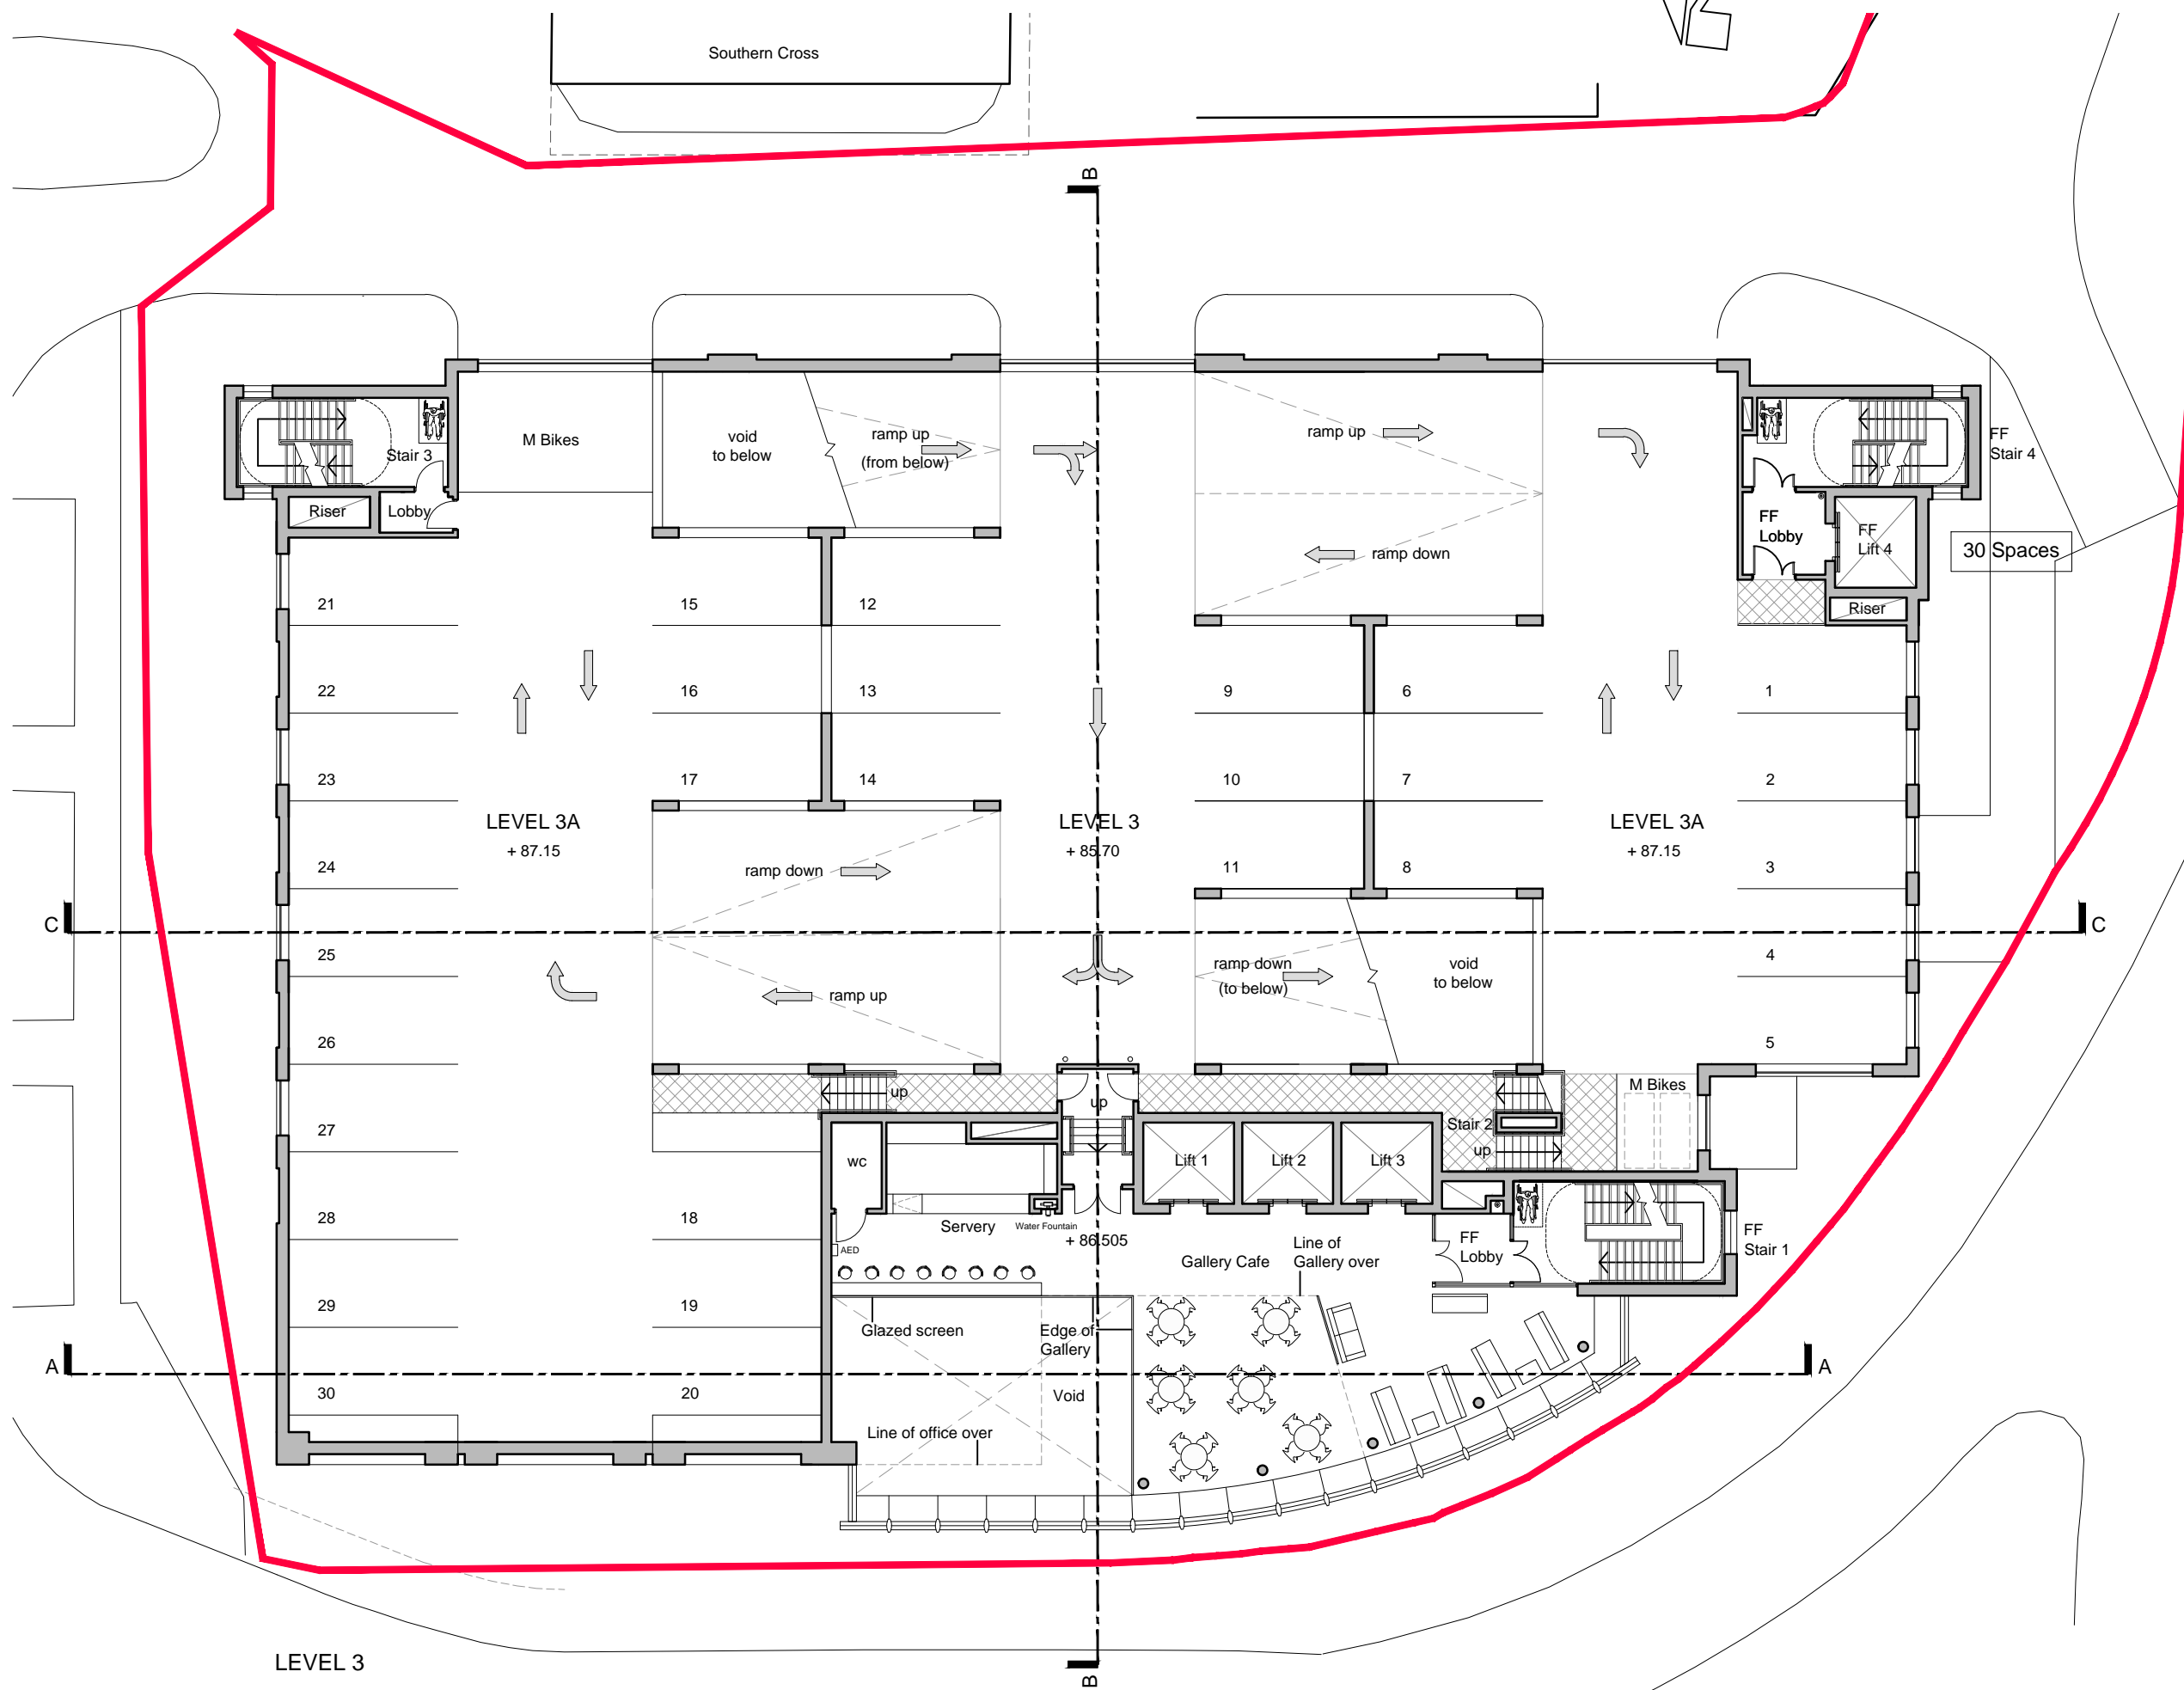 Southern Cross
B
M Bikes
void
to below
ramp up
(from below)
ramp up
ramp down
Stair 3
Riser
Lobby
FF
Stair 4
FF
Lobby
FF
Lift 4
30 Spaces
Riser
21
15
12
22
16
13
9
6
1
23
17
14
10
7
2
LEVEL 3A
+ 87.15
LEVEL 3
+ 85.70
LEVEL 3A
+ 87.15
24
ramp down
11
8
3
C
C
25
ramp up
ramp down
(to below)
void
to below
4
26
5
up
up
M Bikes
27
Stair 2
up
wc
Lift 1
Lift 2
Lift 3
28
18
Servery
Water Fountain
+ 86.505
AED
Gallery Cafe
Line of
Gallery over
FF
Lobby
FF
Stair 1
29
19
Glazed screen
Edge of
Gallery
A
A
30
20
Void
Line of office over
LEVEL 3
B